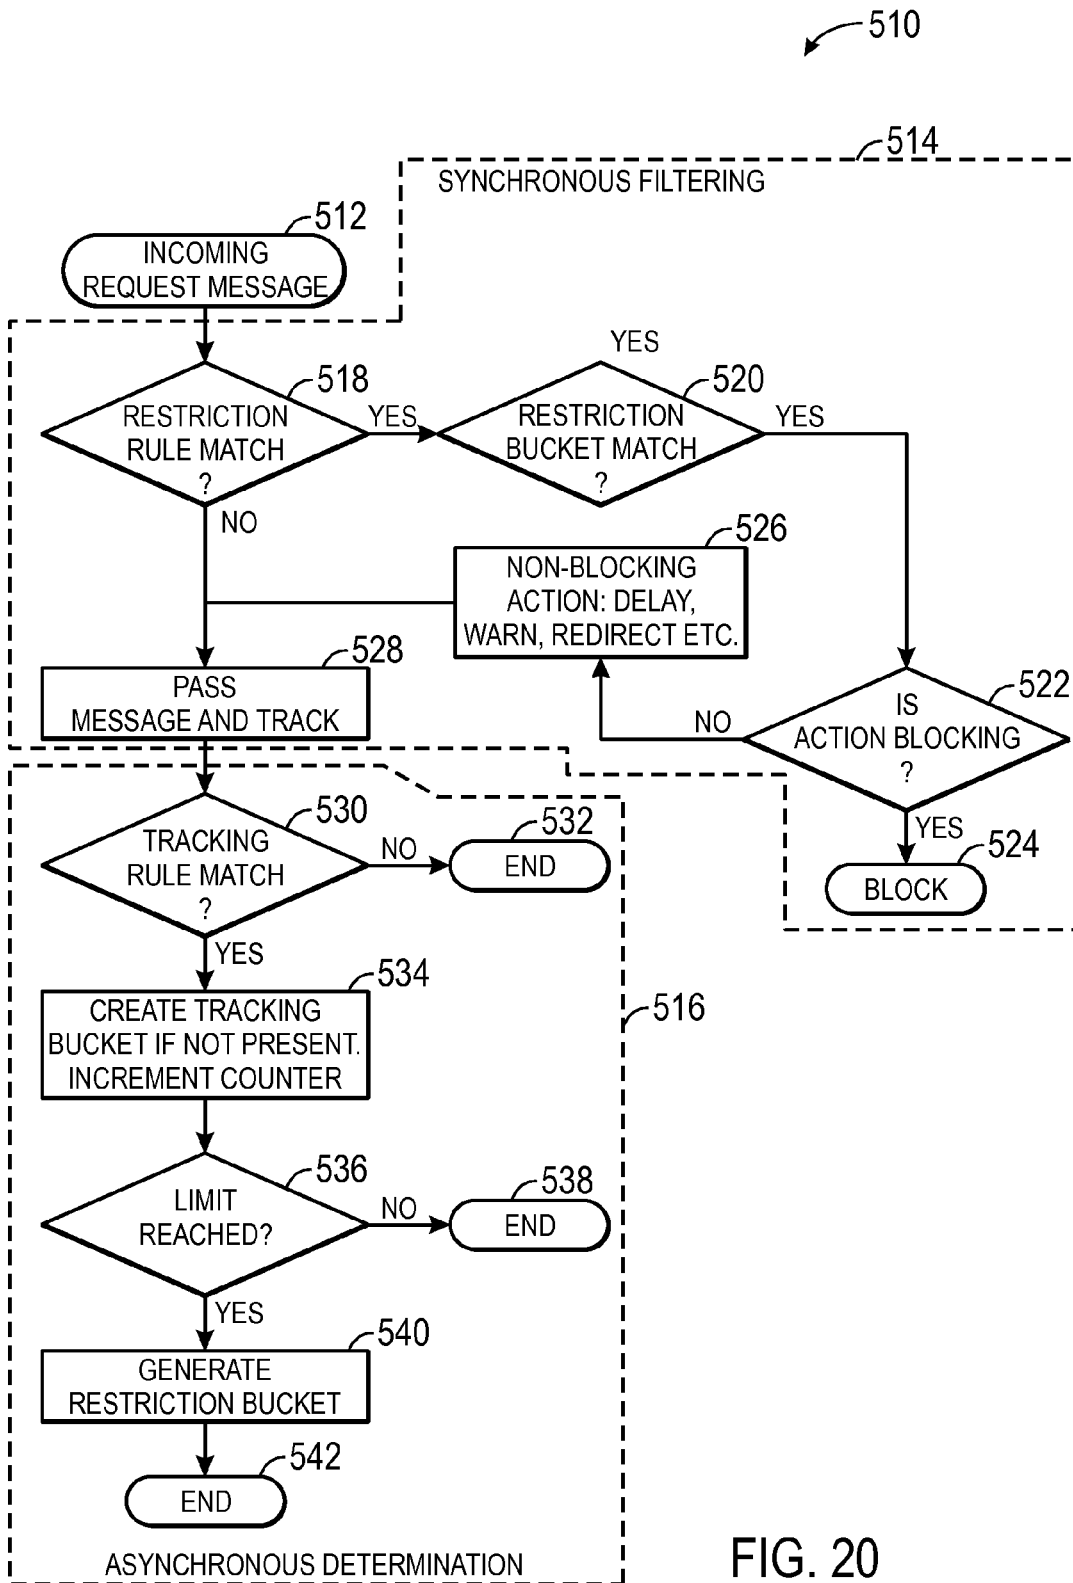 510
514
SYNCHRONOUS FILTERING
512
INCOMING
REQUEST MESSAGE
YES
518
RESTRICTION
RULE MATCH
?
YES
520
RESTRICTION
BUCKET MATCH
?
YES
NO
526
NON-BLOCKING
ACTION: DELAY,
WARN, REDIRECT ETC.
528
PASS
MESSAGE AND TRACK
522
IS
ACTION BLOCKING
?
NO
YES
524
BLOCK
530
TRACKING
RULE MATCH
?
NO
532
END
YES
534
CREATE TRACKING
BUCKET IF NOT PRESENT.
INCREMENT COUNTER
516
536
LIMIT
REACHED?
NO
538
END
YES
540
GENERATE
RESTRICTION BUCKET
542
END
ASYNCHRONOUS DETERMINATION
FIG. 20